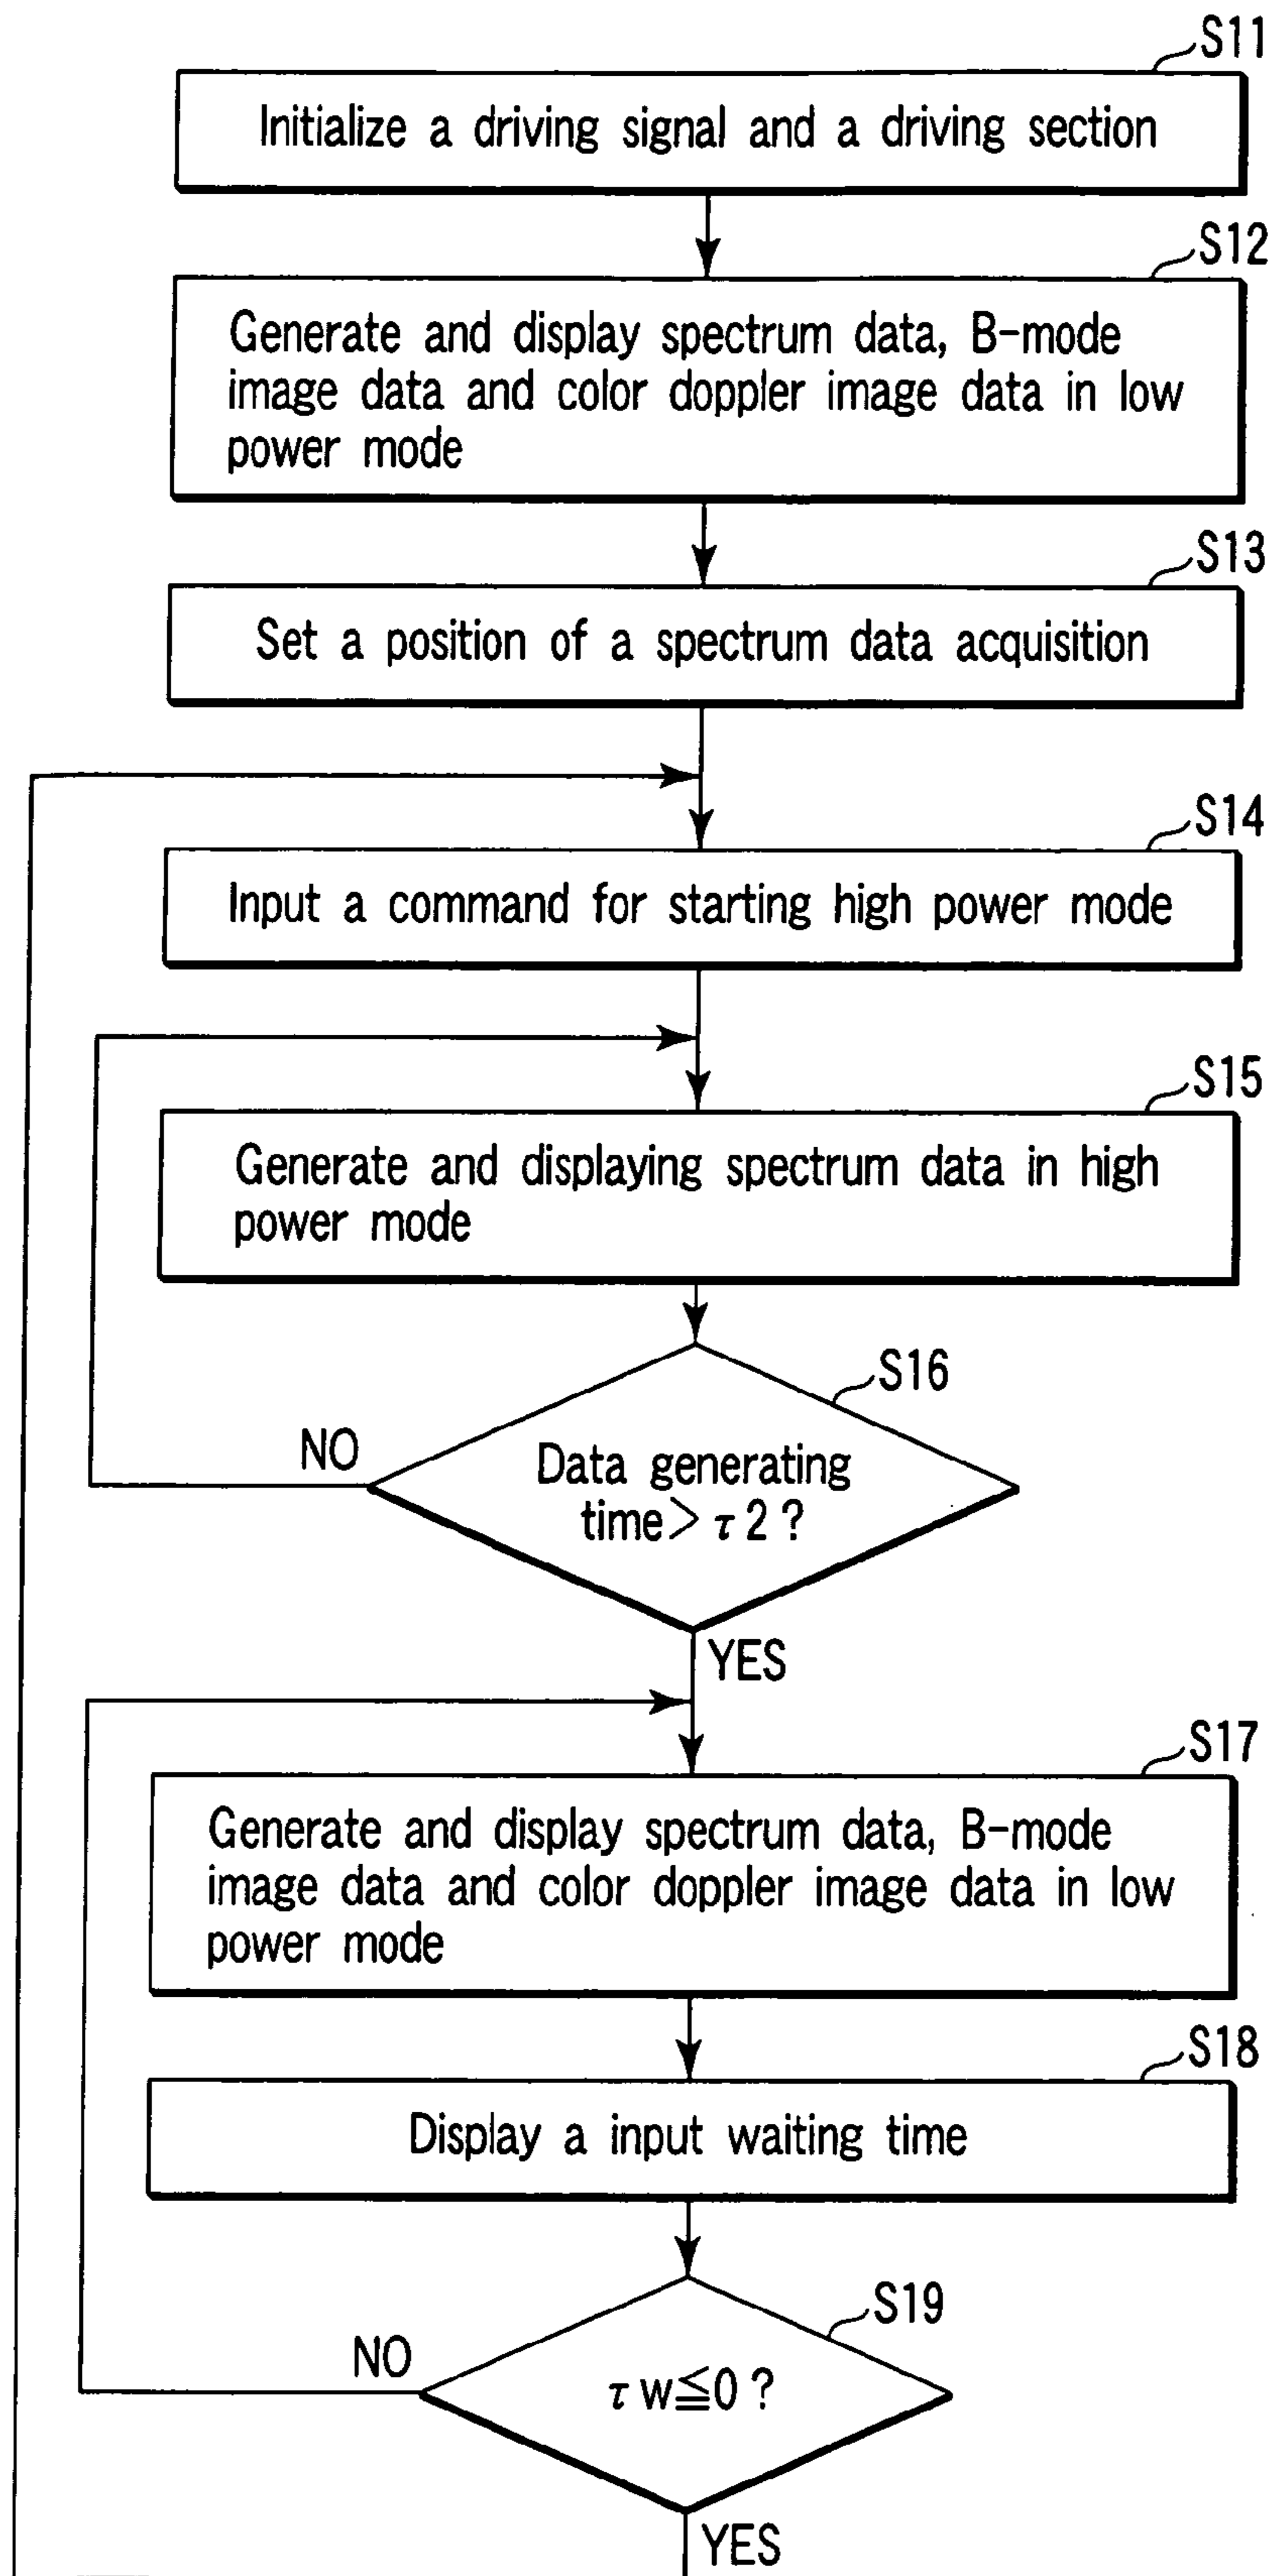 S11
Initialize a driving signal and a driving section
S12
Generate and display spectrum data, B-mode
image data and color doppler image data in low
power mode
S13
Set a position of a spectrum data acquisition
S14
Input a command for starting high power mode
S15
Generate and displaying spectrum data in high
power mode
S16
NO
Data generating
time> τ2?
YES
S17
Generate and display spectrum data, B-mode
image data and color doppler image data in low
power mode
S18
Display a input waiting time
S19
NO
τw≦0?
YES